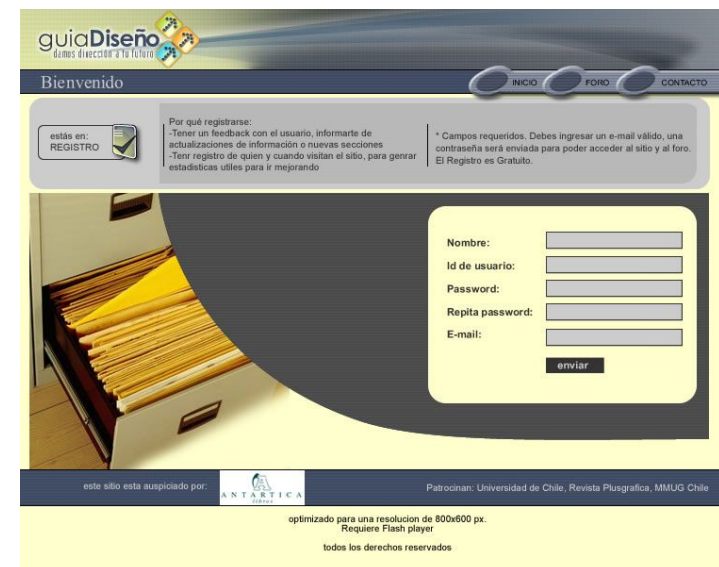 guiaDiseño
damos dirección a tu futuro
Bienvenido
INICIO
FORO
CONTACTO
estás en:
REGISTRO
Por qué registrarse:
-Tener un feedback con el usuario, informarte de
actualizaciones de información o nuevas secciones
-Tenr registro de quien y cuando visitan el sitio, para genrar
estadisticas utiles para ir mejorando
* Campos requeridos. Debes ingresar un e-mail válido, una
contraseña será enviada para poder acceder al sitio y al foro.
El Registro es Gratuito.
Nombre:
Id de usuario:
Password:
Repita password:
E-mail:
enviar
este sitio esta auspiciado por:
ANTARTICA
libros
Patrocinan: Universidad de Chile, Revista Plusgrafica, MMUG Chile
optimizado para una resolucion de 800x600 px.
Requiere Flash player
todos los derechos reservados